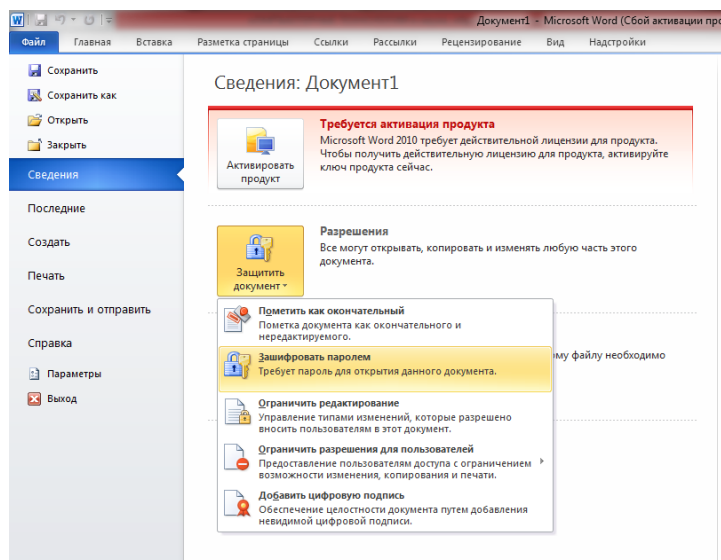 Документ1 - Microsoft Word (Сбой активации
Файл Главная Вставка Разметка страницы Ссылки Рассылки Рецензирование Вид Надстройки
Сохранить
Сохранить как
Открыть
Закрыть
Сведения
Последние
Создать
Печать
Сохранить и отправить
Справка
Параметры
Выход
Сведения: Документ1
Активировать
продукт
Требуется активация продукта
Microsoft Word 2010 требует действительной лицензии для продукта.
Чтобы получить действительную лицензию для продукта, активируйте
ключ продукта сейчас.
Защитить
документ
Разрешения
Все могут открывать, копировать и изменять любую часть этого
документа.
Пометить как окончательный
Пометка документа как окончательного и
нередактируемого.
Зашифровать паролем
Требует пароль для открытия данного документа.
файлу необходимо
Ограничить редактирование
Управление типами изменений, которые разрешено
вносить пользователям в этот документ.
Ограничить разрешения для пользователей
Предоставление пользователям доступа с ограничением
возможности изменения, копирования и печати.
Добавить цифровую подпись
Обеспечение целостности документа путем добавления
невидимой цифровой подписи.